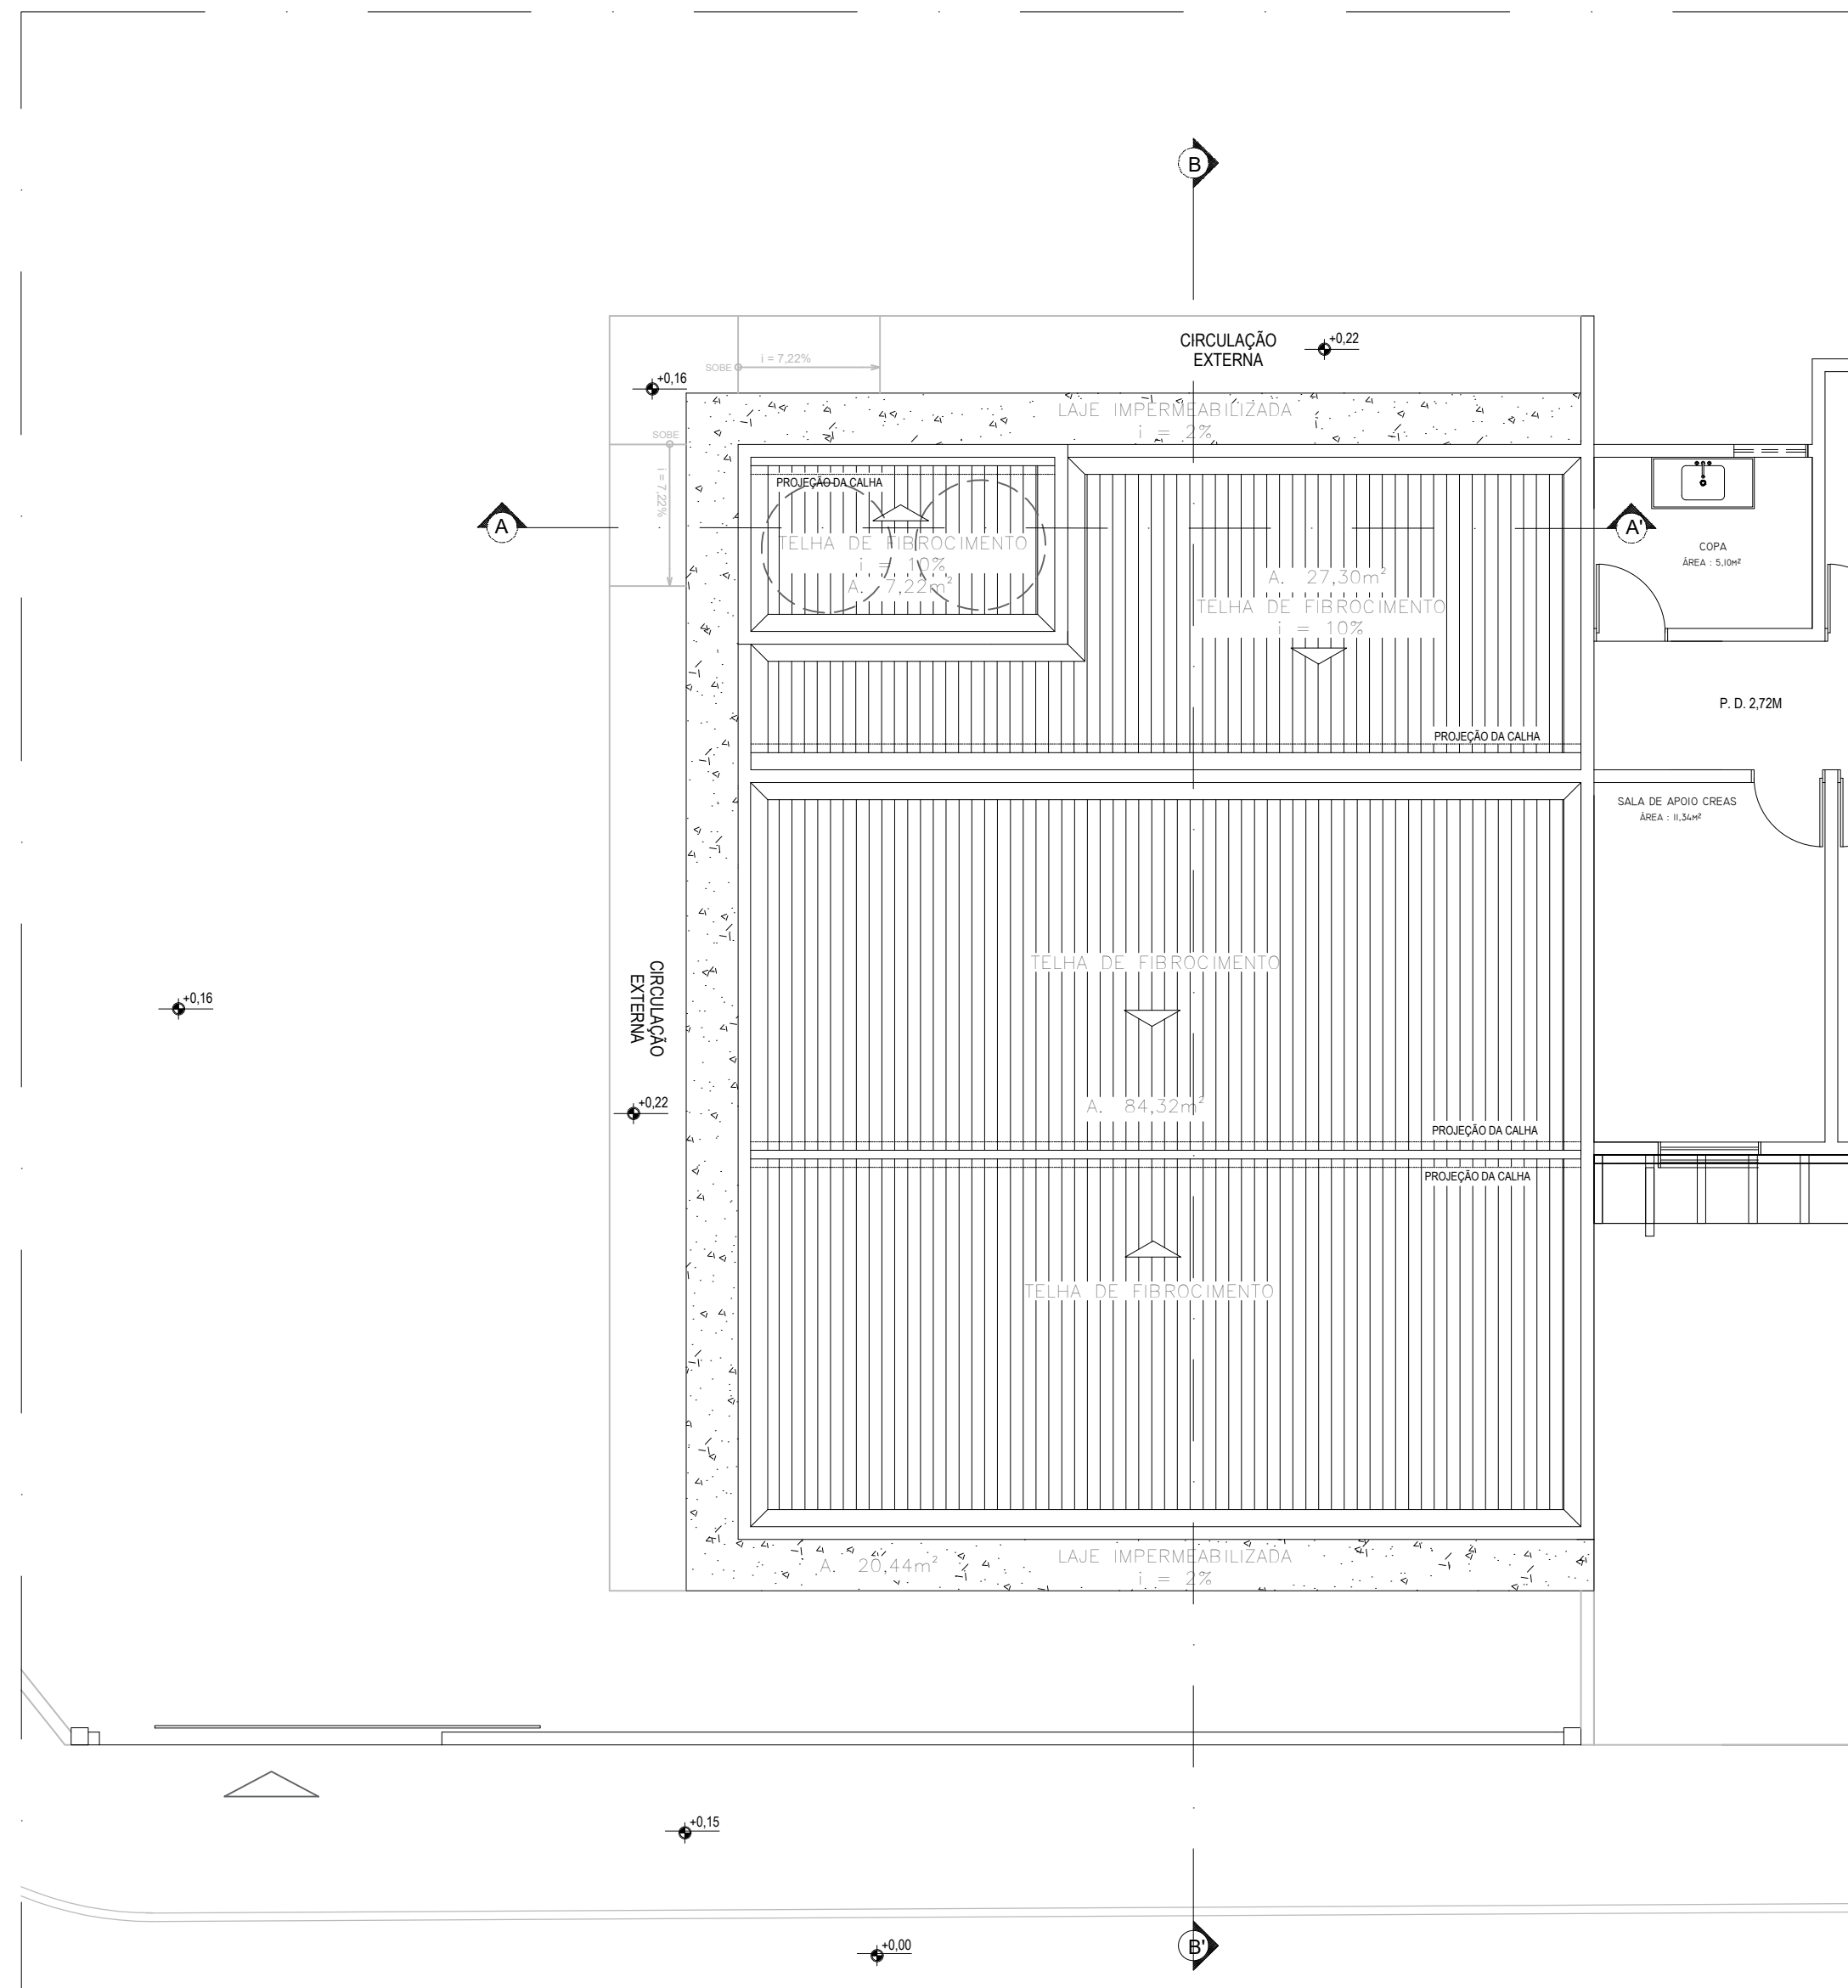 B
CIRCULAÇÃO
EXTERNA
+0,22
i = 7,22%
SOBE
+0,16
LAJE IMPERMEABILIZADA
i = 2%
SOBE
i = 7,22%
PROJEÇÃO DA CALHA
A
A'
TELHA DE FIBROCIMENTO
i = 10%
A. 7,22m²
A. 27,30m²
TELHA DE FIBROCIMENTO
i = 10%
COPA
ÁREA : 5,10M²
P. D. 2,72M
PROJEÇÃO DA CALHA
SALA DE APOIO CREAS
ÁREA : 11,34M²
TELHA DE FIBROCIMENTO
+0,16
CIRCULAÇÃO
EXTERNA
+0,22
A. 84,32m²
PROJEÇÃO DA CALHA
PROJEÇÃO DA CALHA
TELHA DE FIBROCIMENTO
A. 20,44m²
LAJE IMPERMEABILIZADA
i = 2%
+0,15
+0,00
B'